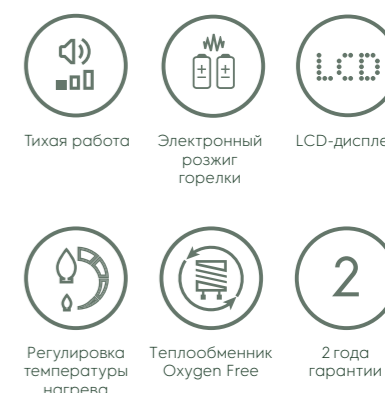 LCD
Тихая работа
Электронный
розжиг
горелки
LCD-диспле
2
Регулировка
температуры
нагрева
Теплообменник
Oxygen Free
2 года
гарантии